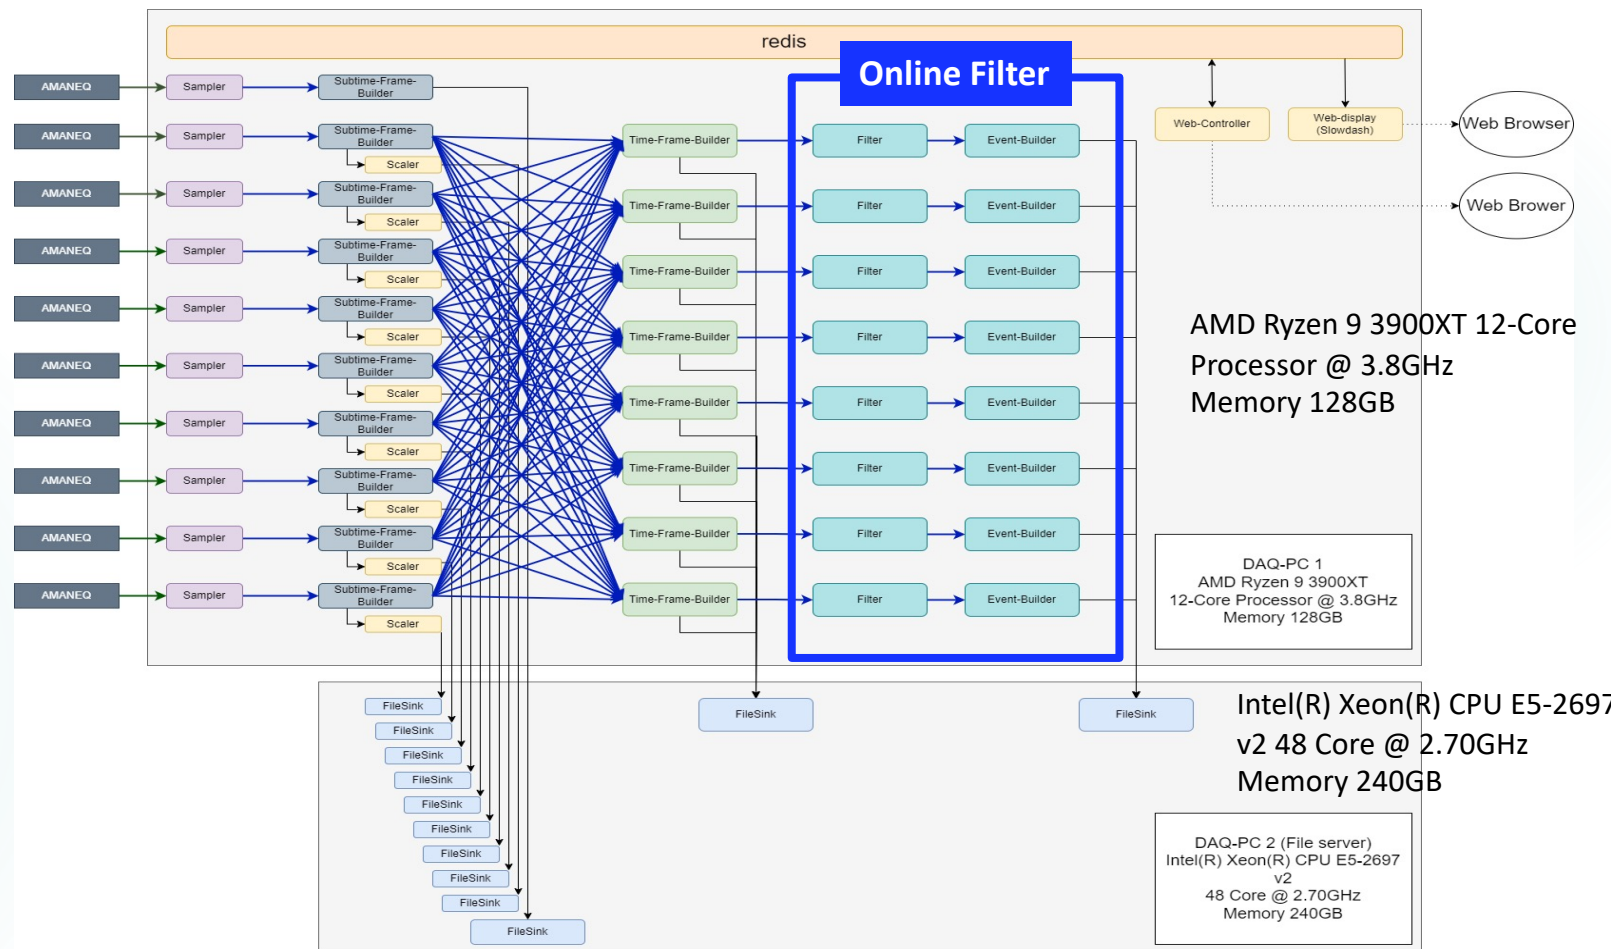 redis
Online Filter
AMANEQ
Sampler
Subtime-Frame-
Builder
AMANEQ
Sampler
Subtime-Frame-
Builder
Scaler
Time-Frame-Builder
Filter
Event-Builder
Web-Controller
Web-display
(Slowdash)
Web Browser
AMANEQ
Sampler
Subtime-Frame-
Builder
Scaler
Time-Frame-Builder
Filter
Event-Builder
Web Brower
AMANEQ
Sampler
Subtime-Frame-
Builder
Scaler
Time-Frame-Builder
Filter
Event-Builder
AMANEQ
Sampler
Subtime-Frame-
Builder
Scaler
Time-Frame-Builder
Filter
Event-Builder
AMD Ryzen 9 3900XT 12-Core
Processor @ 3.8GHz
Memory 128GB
AMANEQ
Sampler
Subtime-Frame-
Builder
Scaler
Time-Frame-Builder
Filter
Event-Builder
AMANEQ
Sampler
Subtime-Frame-
Builder
Scaler
Time-Frame-Builder
Filter
Event-Builder
AMANEQ
Sampler
Subtime-Frame-
Builder
Scaler
Time-Frame-Builder
Filter
Event-Builder
AMANEQ
Sampler
Subtime-Frame-
Builder
Scaler
Time-Frame-Builder
Filter
Event-Builder
AMANEQ
Sampler
Subtime-Frame-
Builder
Scaler
DAQ-PC 1
AMD Ryzen 9 3900XT
12-Core Processor @ 3.8GHz
Memory 128GB
FileSink
FileSink
FileSink
FileSink
FileSink
FileSink
FileSink
FileSink
FileSink
FileSink
FileSink
FileSink
Intel(R) Xeon(R) CPU E5-2697
v2 48 Core @ 2.70GHz
Memory 240GB
DAQ-PC 2 (File server)
Intel(R) Xeon(R) CPU E5-2697
v2
48 Core @ 2.70GHz
Memory 240GB